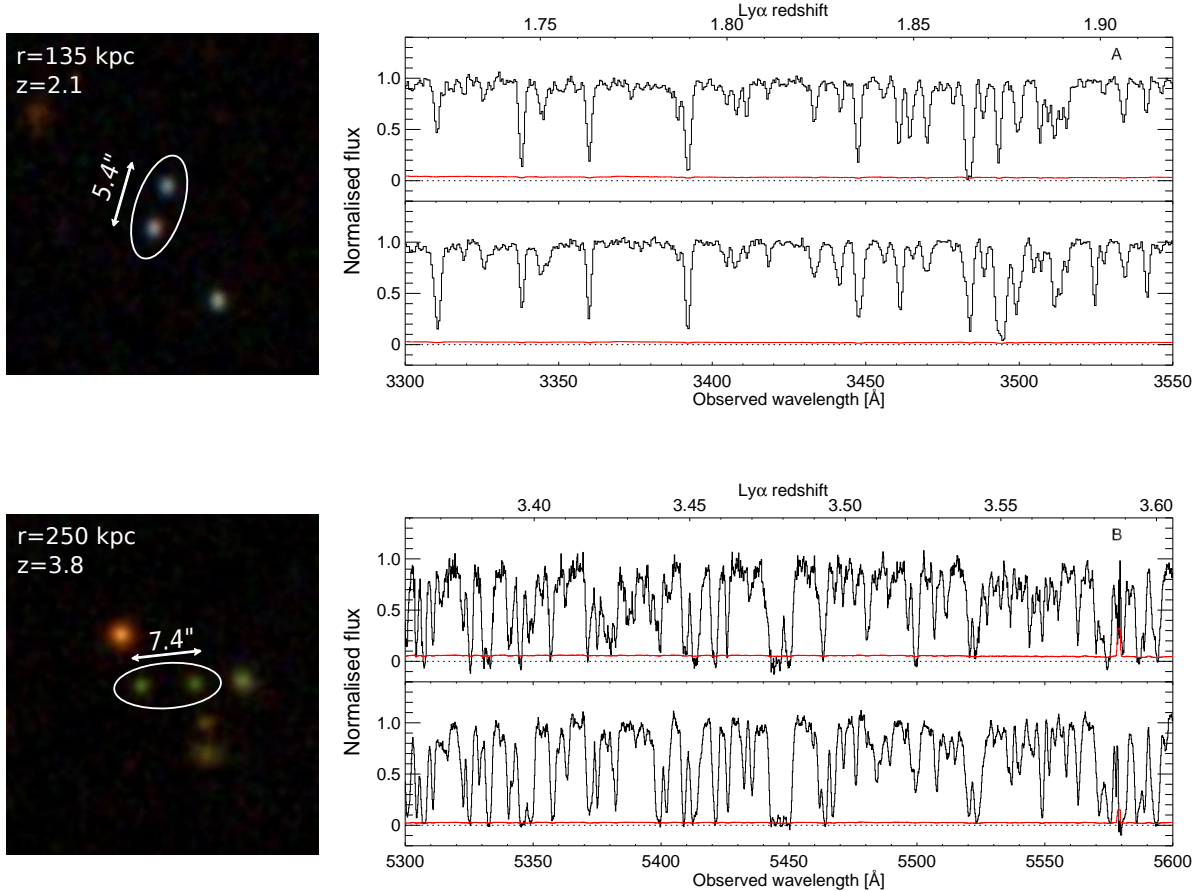 r=135 kpc
z=2.1
5.4"
Lyα redshift
1.75 1.80 1.85 1.90
A
Normalised flux
1.0
0.5
0
1.0
0.5
0
3300 3350 3400 3450 3500 3550
Observed wavelength [Å]
r=250 kpc
z=3.8
7.4"
Lyα redshift
3.40 3.45 3.50 3.55 3.60
B
Normalised flux
1.0
0.5
0
1.0
0.5
0
5300 5350 5400 5450 5500 5550 5600
Observed wavelength [Å]